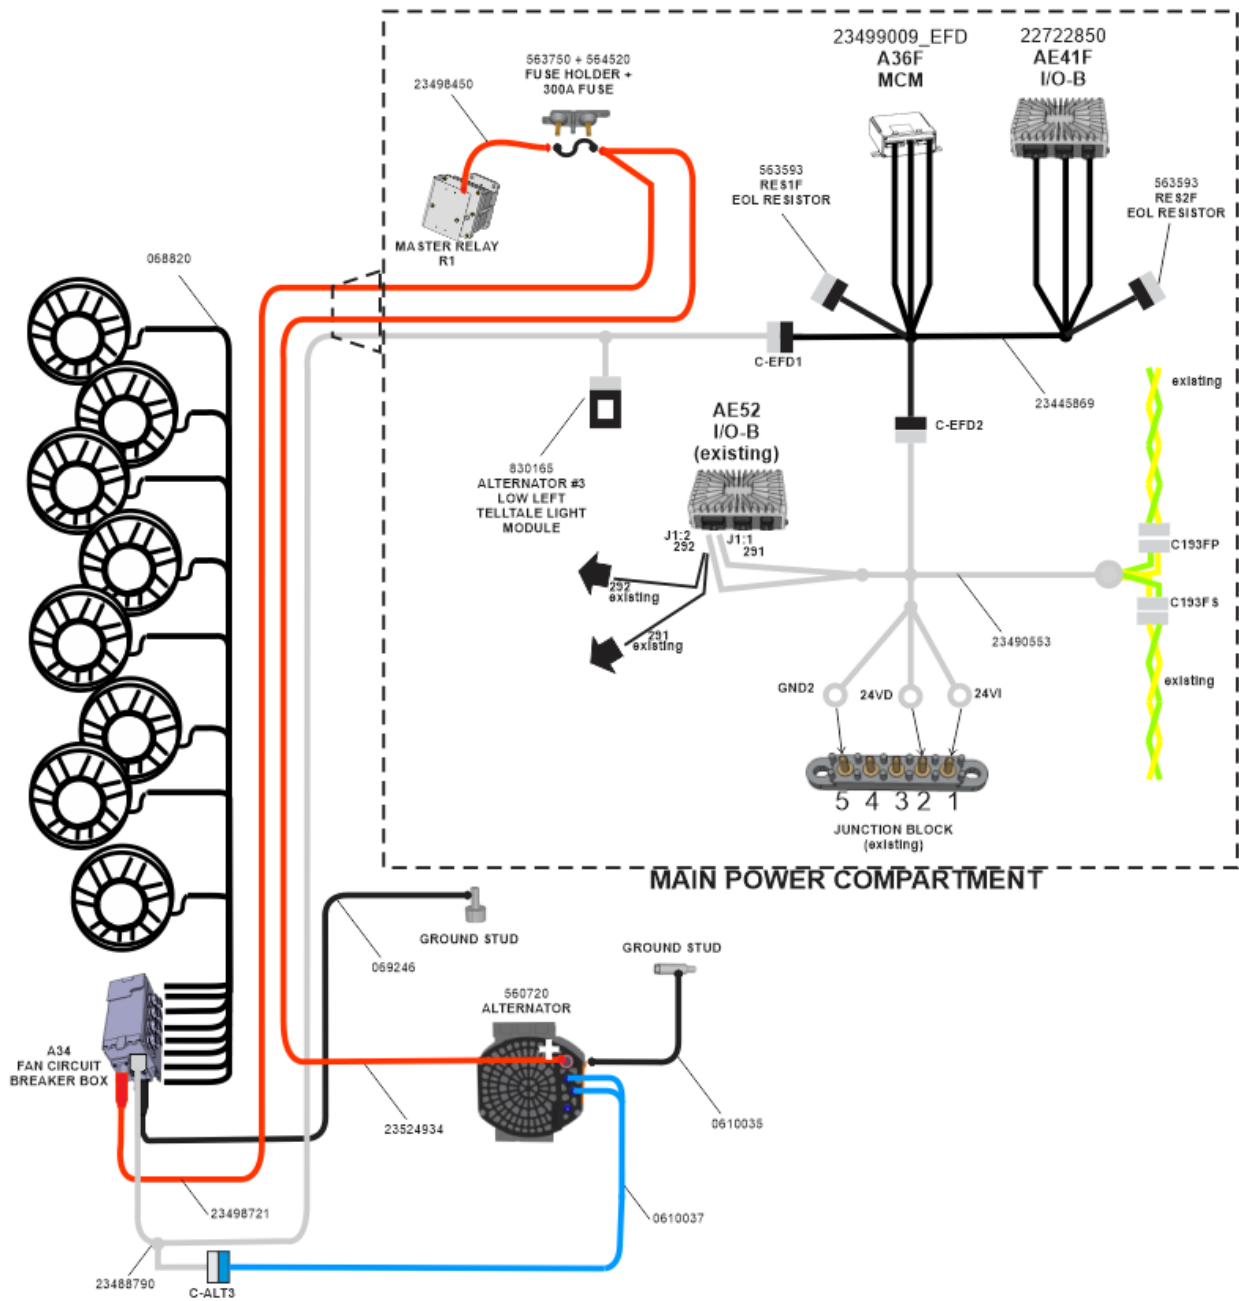 23499009_EFD
A36F
MCM
22722850
AE41F
I/O-B
563750 + 564520
FUSE HOLDER +
300A FUSE
23498450
563593
RES1F
EOL RESISTOR
563593
RES2F
EOL RESISTOR
MASTER RELAY
R1
068820
C-EFD1
existing
23445869
AE52
I/O-B
(existing)
C-EFD2
830165
ALTERNATOR #3
LOW LEFT
TELLTALE LIGHT
MODULE
J1:2
292
J1:1
291
C193FP
292
existing
C193FS
291
existing
23490553
existing
GND2
24VD
24VI
5 4 3 2 1
JUNCTION BLOCK
(existing)
MAIN POWER COMPARTMENT
GROUND STUD
GROUND STUD
069246
560720
ALTERNATOR
A34
FAN CIRCUIT
BREAKER BOX
23524934
0610035
23498721
0610037
23488790
C-ALT3